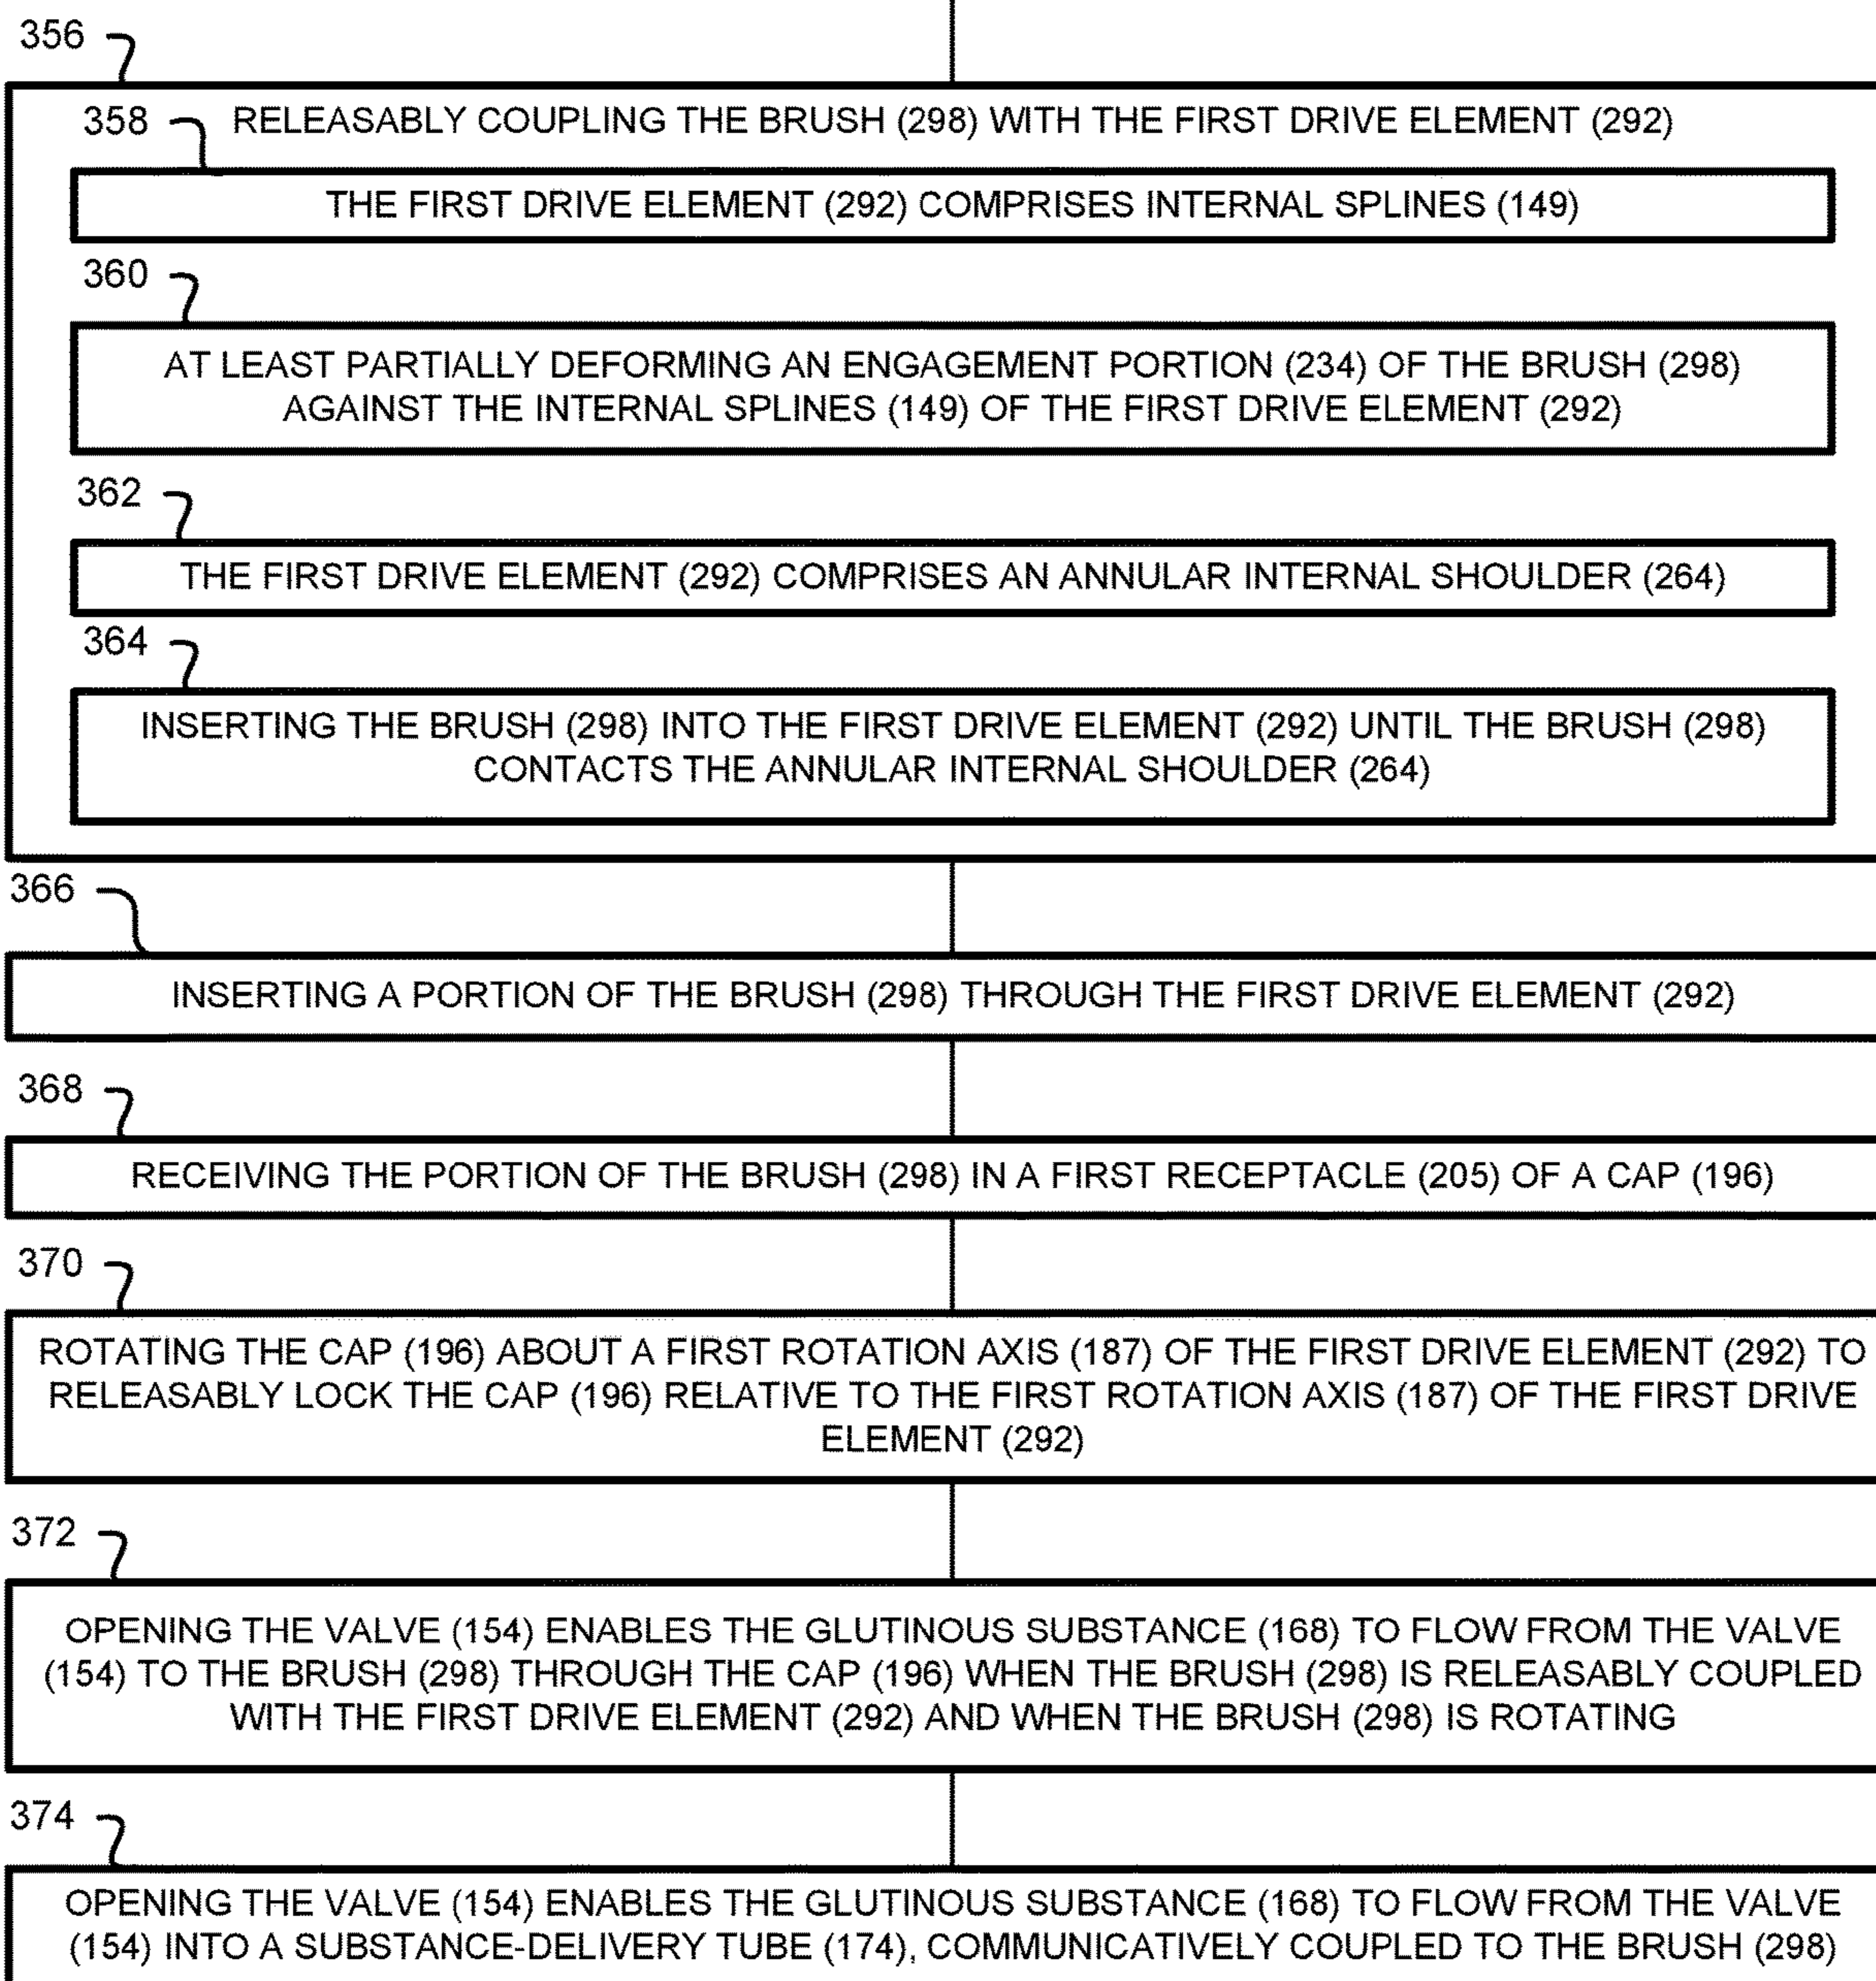 356
358 RELEASABLY COUPLING THE BRUSH (298) WITH THE FIRST DRIVE ELEMENT (292)
THE FIRST DRIVE ELEMENT (292) COMPRISES INTERNAL SPLINES (149)
360
AT LEAST PARTIALLY DEFORMING AN ENGAGEMENT PORTION (234) OF THE BRUSH (298)
AGAINST THE INTERNAL SPLINES (149) OF THE FIRST DRIVE ELEMENT (292)
362
THE FIRST DRIVE ELEMENT (292) COMPRISES AN ANNULAR INTERNAL SHOULDER (264)
364
INSERTING THE BRUSH (298) INTO THE FIRST DRIVE ELEMENT (292) UNTIL THE BRUSH (298)
CONTACTS THE ANNULAR INTERNAL SHOULDER (264)
366
INSERTING A PORTION OF THE BRUSH (298) THROUGH THE FIRST DRIVE ELEMENT (292)
368
RECEIVING THE PORTION OF THE BRUSH (298) IN A FIRST RECEPTACLE (205) OF A CAP (196)
370
ROTATING THE CAP (196) ABOUT A FIRST ROTATION AXIS (187) OF THE FIRST DRIVE ELEMENT (292) TO
RELEASABLY LOCK THE CAP (196) RELATIVE TO THE FIRST ROTATION AXIS (187) OF THE FIRST DRIVE
ELEMENT (292)
372
OPENING THE VALVE (154) ENABLES THE GLUTINOUS SUBSTANCE (168) TO FLOW FROM THE VALVE
(154) TO THE BRUSH (298) THROUGH THE CAP (196) WHEN THE BRUSH (298) IS RELEASABLY COUPLED
WITH THE FIRST DRIVE ELEMENT (292) AND WHEN THE BRUSH (298) IS ROTATING
374
OPENING THE VALVE (154) ENABLES THE GLUTINOUS SUBSTANCE (168) TO FLOW FROM THE VALVE
(154) INTO A SUBSTANCE-DELIVERY TUBE (174), COMMUNICATIVELY COUPLED TO THE BRUSH (298)